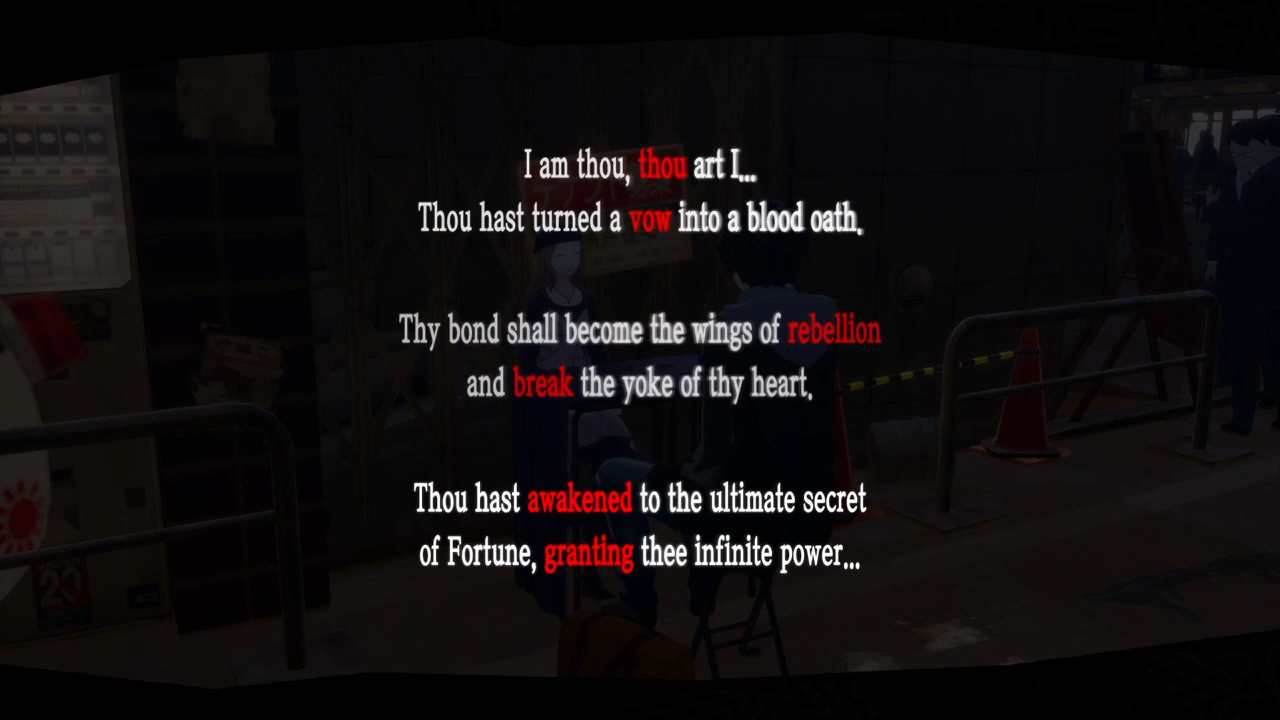 I am thou, thou art I...
Thou hast turned a vow into a blood oath.
Thy bond shall become the wings of rebellion
and break the yoke of thy heart.
Thou hast awakened to the ultimate secret
of Fortune, granting thee infinite power...